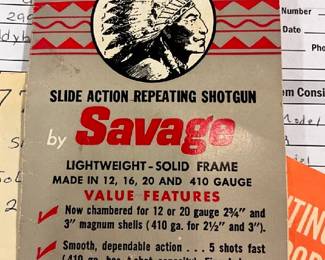 SLIDE ACTION REPEATING SHOTGUN
by Savage
LIGHTWEIGHT-SOLID FRAME
MADE IN 12, 16, 20 AND 410 GAUGE
VALUE FEATURES
Now chambered for 12 or 20 gauge 2¾" and
3" magnum shells (410 ga. for 2½" and 3").
Smooth, dependable action . . . 5 shots fast
Number
Date
Phone